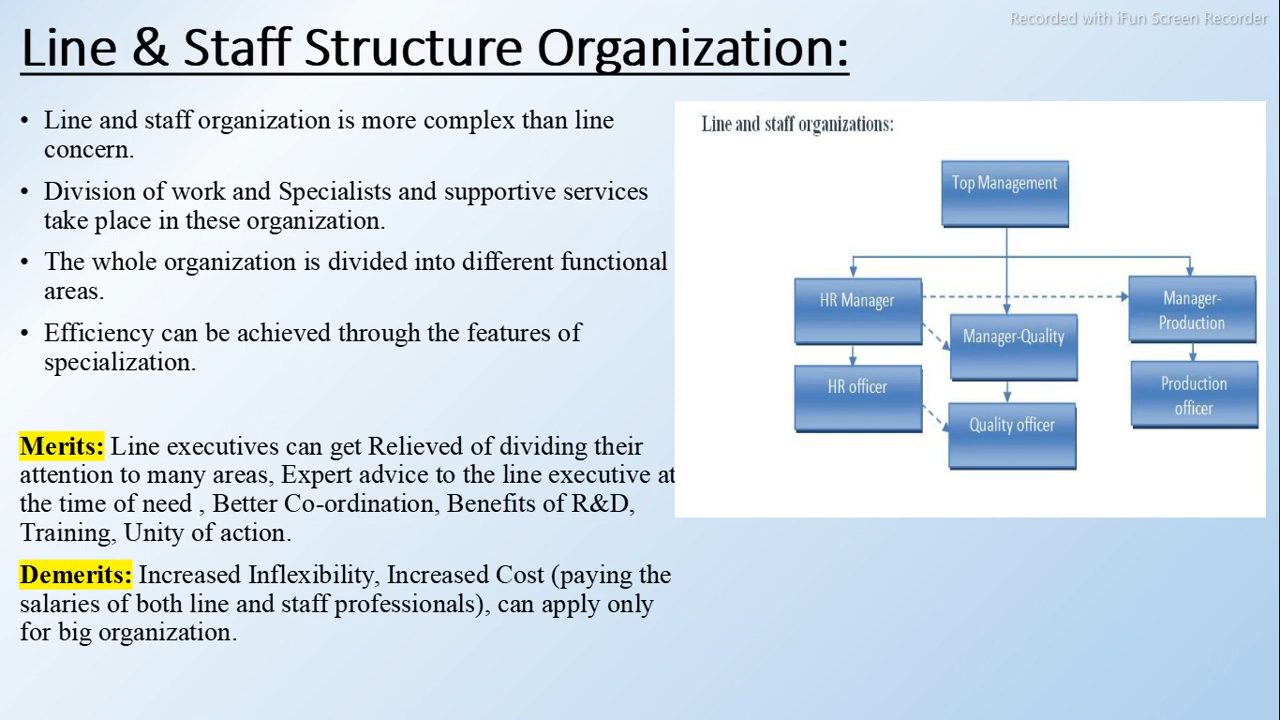 Recorded with iFun Screen Recorder
Line & Staff Structure Organization:
• Line and staff organization is more complex than line
concern.
• Division of work and Specialists and supportive services
take place in these organization.
• The whole organization is divided into different functional
areas.
• Efficiency can be achieved through the features of
specialization.
Merits: Line executives can get Relieved of dividing their
attention to many areas, Expert advice to the line executive at
the time of need , Better Co-ordination, Benefits of R&D,
Training, Unity of action.
Demerits: Increased Inflexibility, Increased Cost (paying the
salaries of both line and staff professionals), can apply only
for big organization.
Line and staff organizations:
Top Management
HR Manager
Manager-Quality
Manager-
Production
HR officer
Quality officer
Production
officer